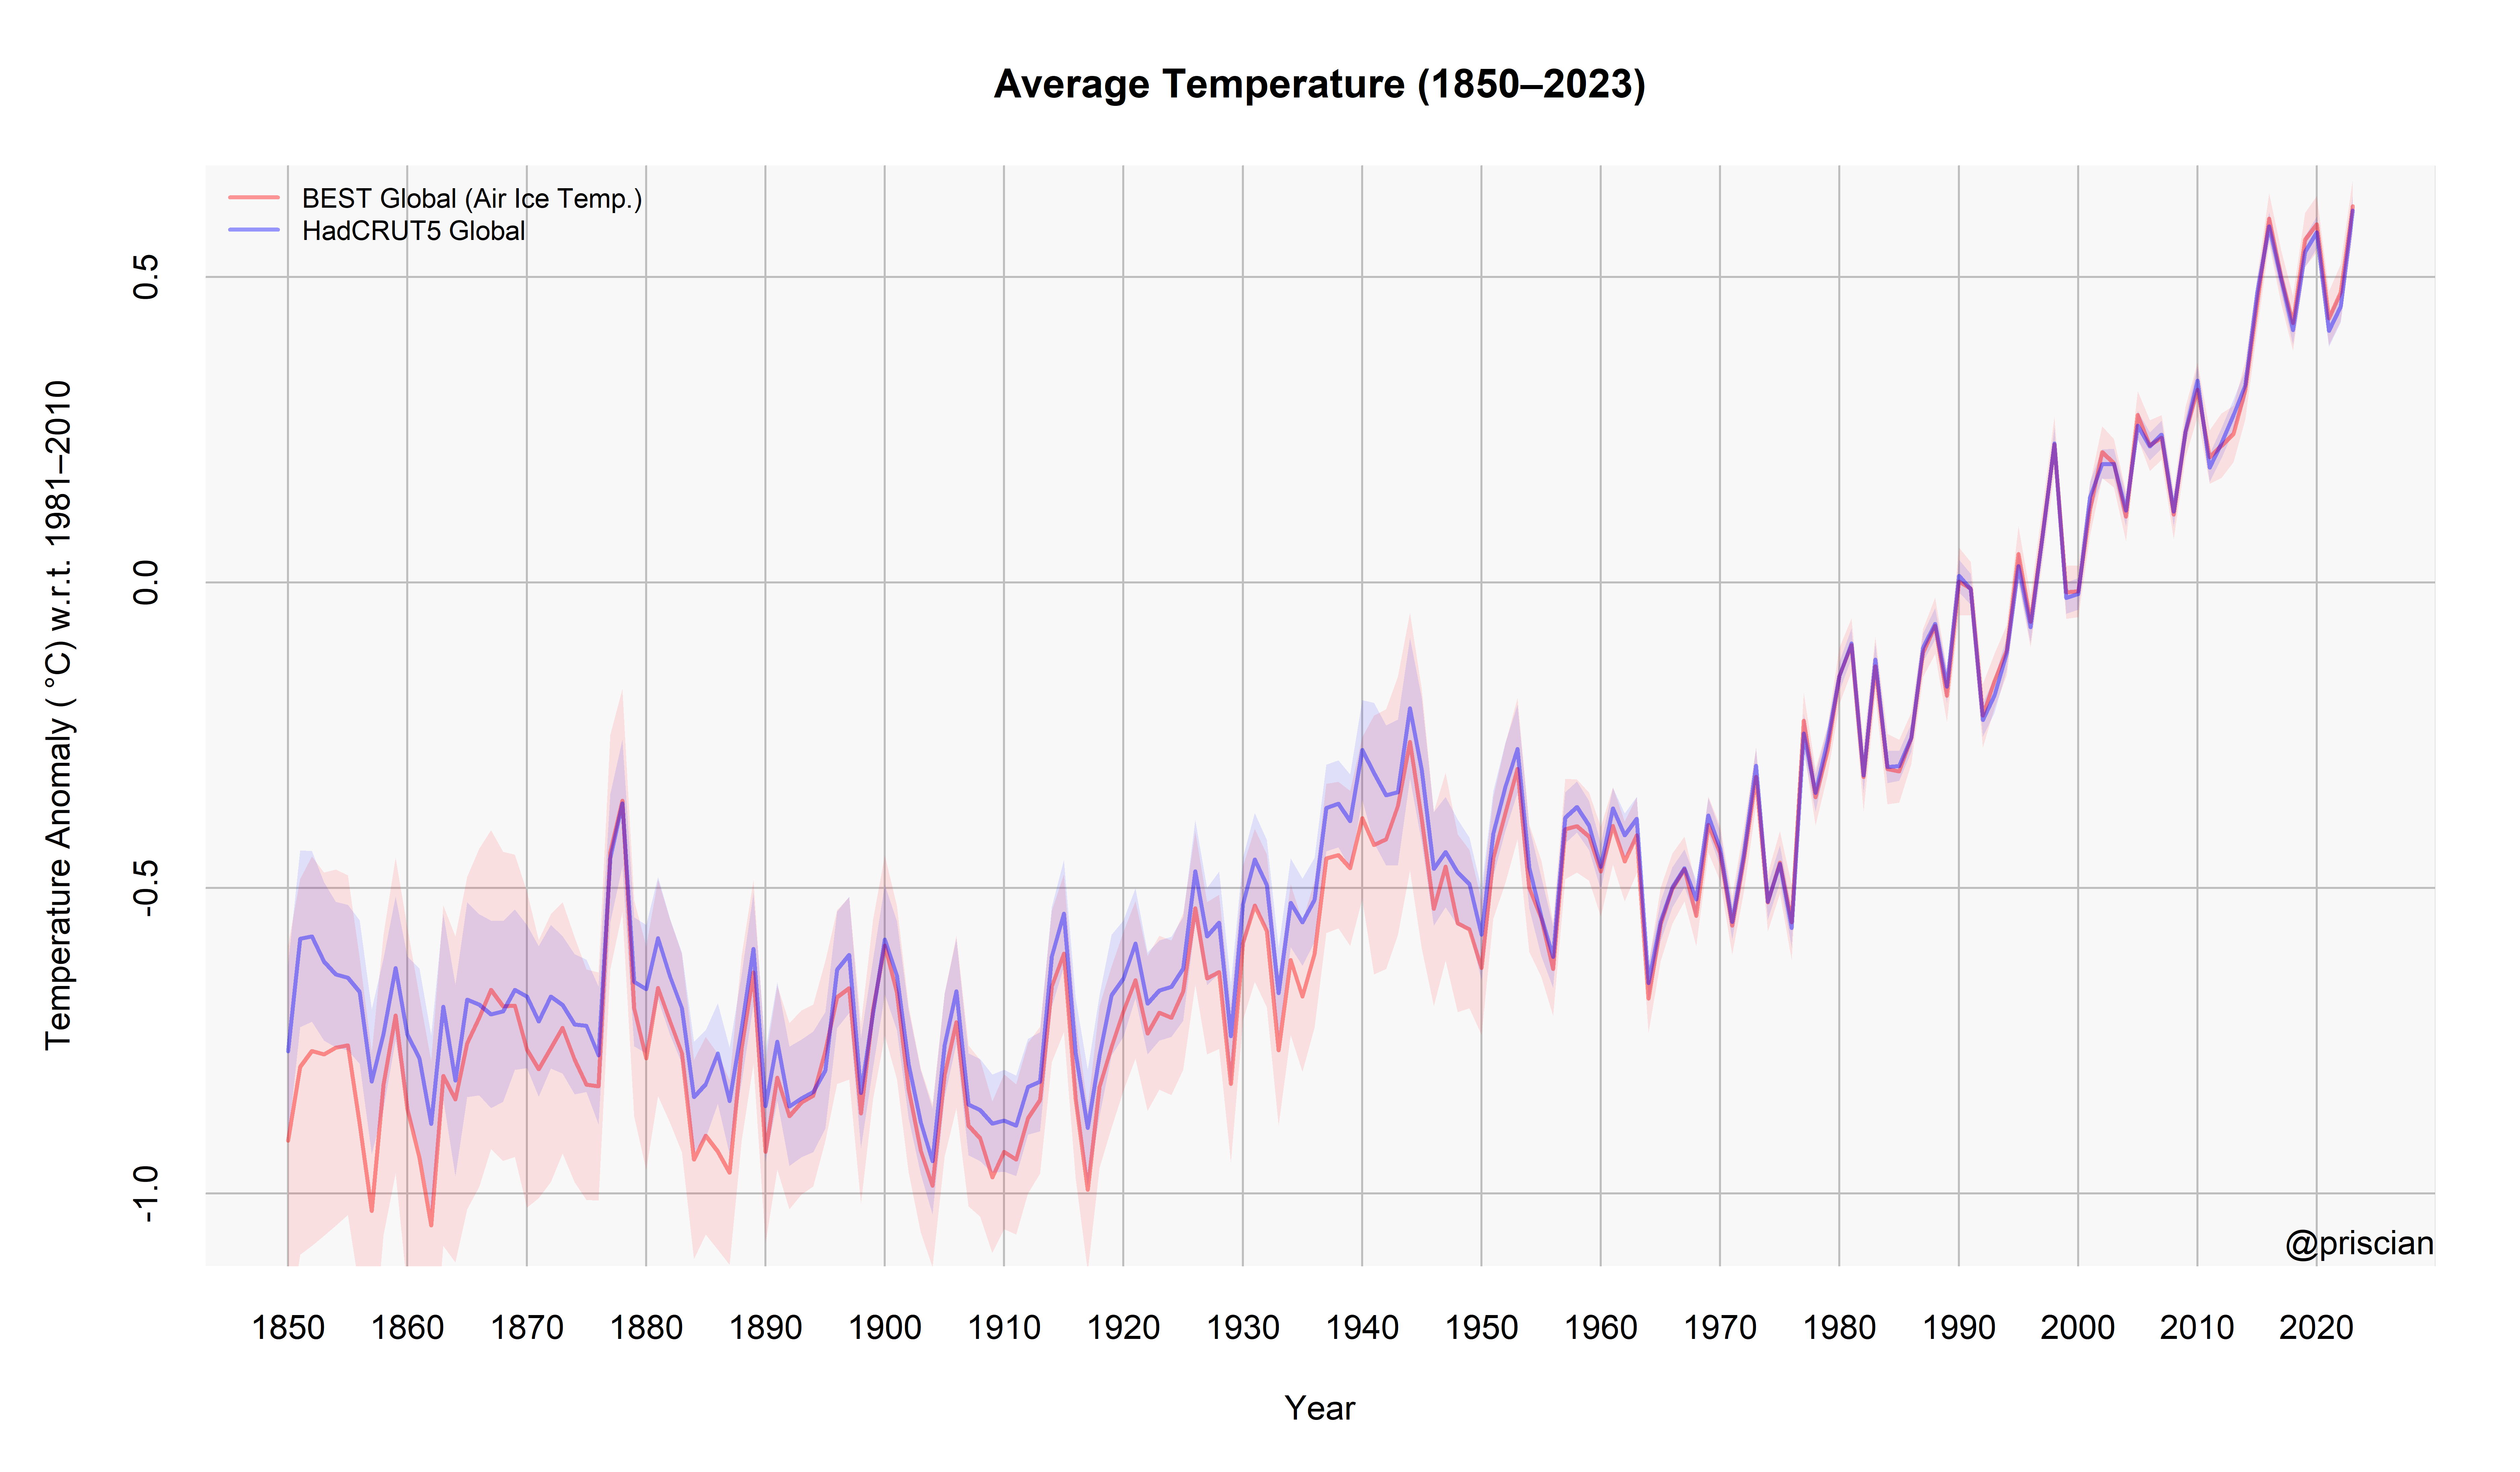 Average Temperature (1850–2023)
BEST Global (Air Ice Temp.)
HadCRUT5 Global
Temperature Anomaly ( °C) w.r.t. 1981–2010
0.5
0.0
-0.5
-1.0
@priscian
1850 1860 1870 1880 1890 1900 1910 1920 1930 1940 1950 1960 1970 1980 1990 2000 2010 2020
Year